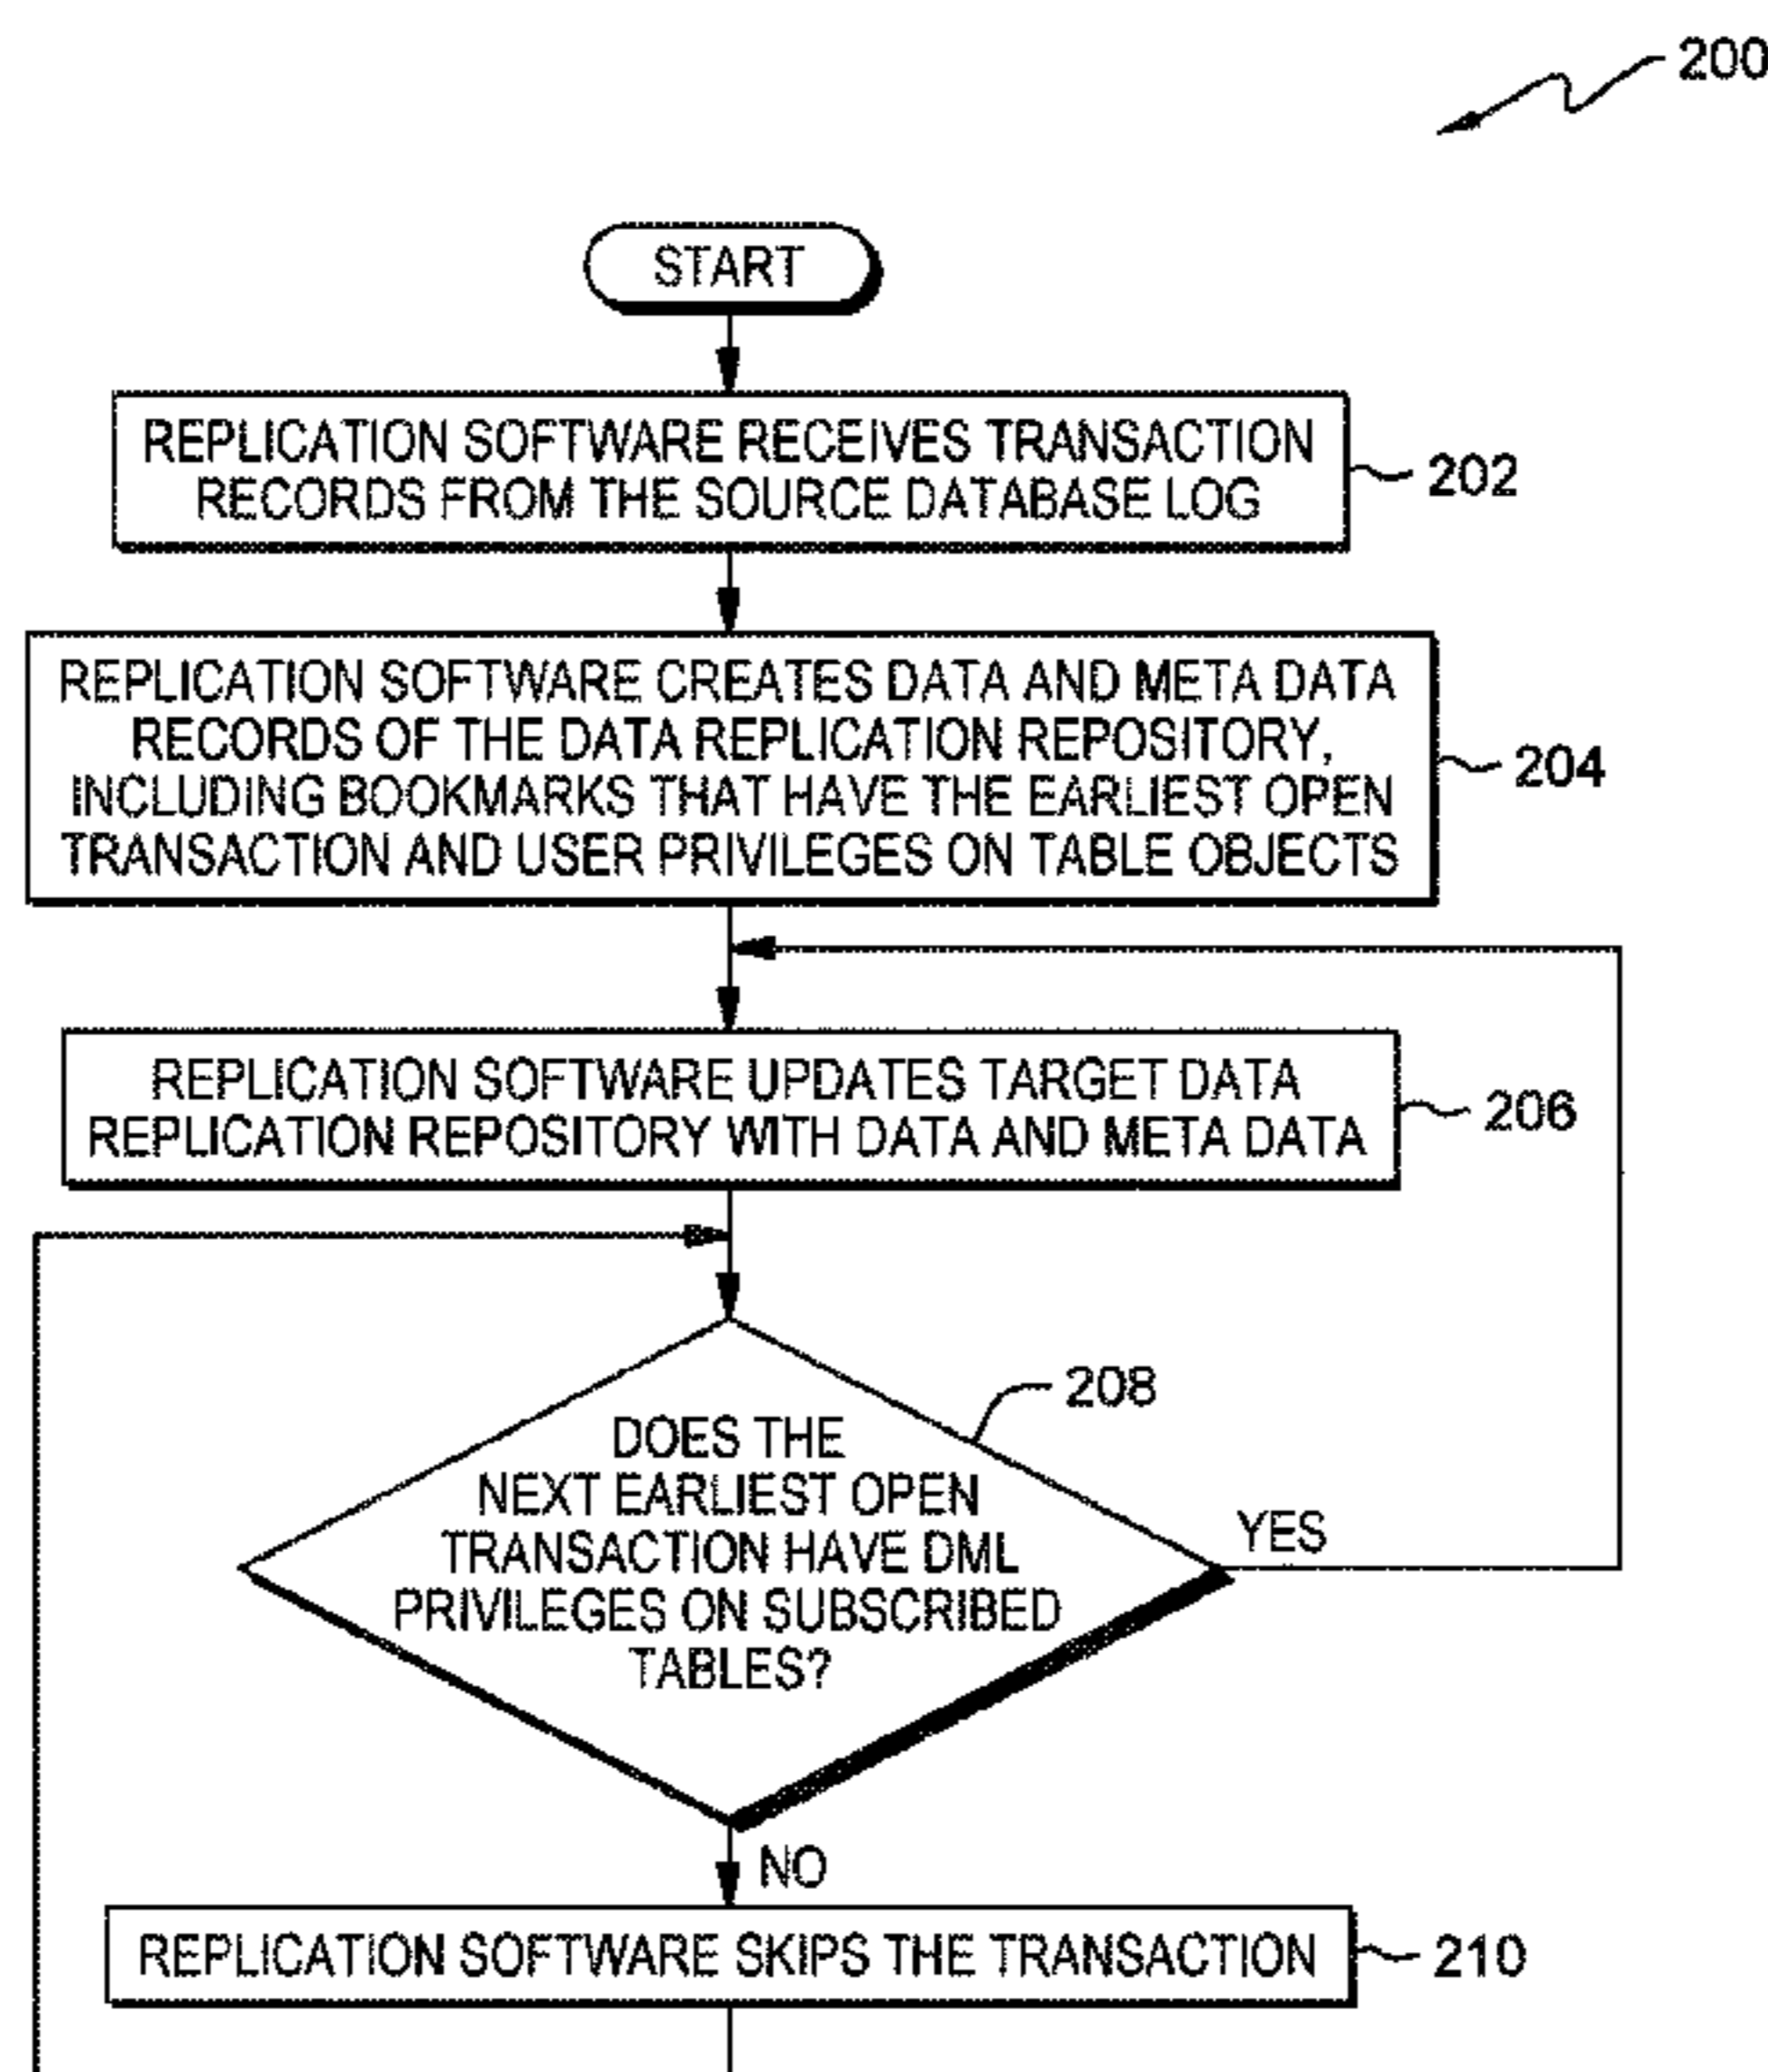 200
START
REPLICATION SOFTWARE RECEIVES TRANSACTION
RECORDS FROM THE SOURCE DATABASE LOG
202
REPLICATION SOFTWARE CREATES DATA AND META DATA
RECORDS OF THE DATA REPLICATION REPOSITORY,
INCLUDING BOOKMARKS THAT HAVE THE EARLIEST OPEN
TRANSACTION AND USER PRIVILEGES ON TABLE OBJECTS
204
REPLICATION SOFTWARE UPDATES TARGET DATA
REPLICATION REPOSITORY WITH DATA AND META DATA
206
208
DOES THE
NEXT EARLIEST OPEN
TRANSACTION HAVE DML
PRIVILEGES ON SUBSCRIBED
TABLES?
YES
NO
REPLICATION SOFTWARE SKIPS THE TRANSACTION
210